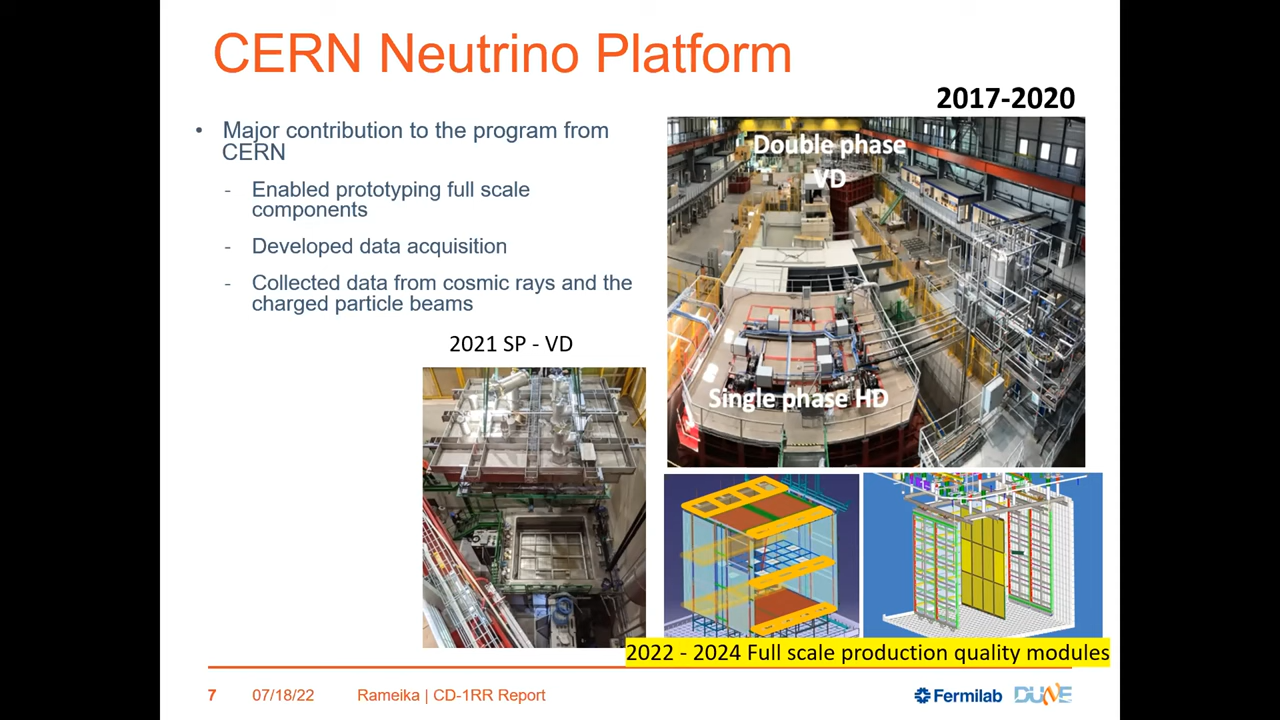 CERN Neutrino Platform
2017-2020
• Major contribution to the program from
CERN
- Enabled prototyping full scale
components
- Developed data acquisition
- Collected data from cosmic rays and the
charged particle beams
Double phase
VD
Single phase HD
2021 SP - VD
2022 - 2024 Full scale production quality modules
7 07/18/22 Rameika | CD-1RR Report Fermilab DUNE